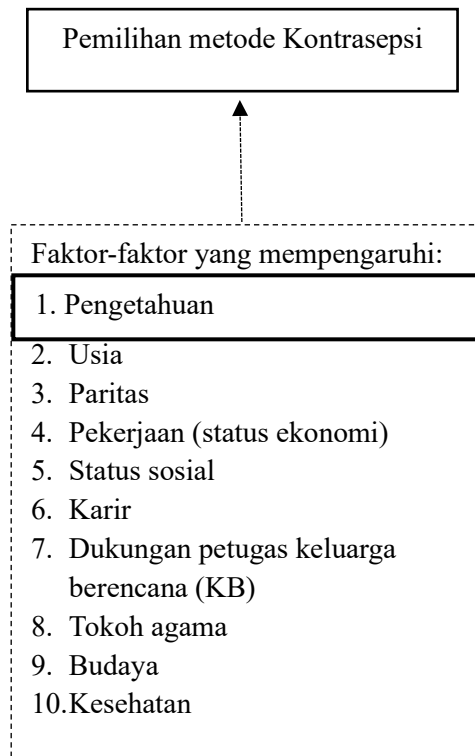 Pemilihan metode Kontrasepsi
Faktor-faktor yang mempengaruhi:
1. Pengetahuan
2. Usia
3. Paritas
4. Pekerjaan (status ekonomi)
5. Status sosial
6. Karir
7. Dukungan petugas keluarga
berencana (KB)
8. Tokoh agama
9. Budaya
10.Kesehatan